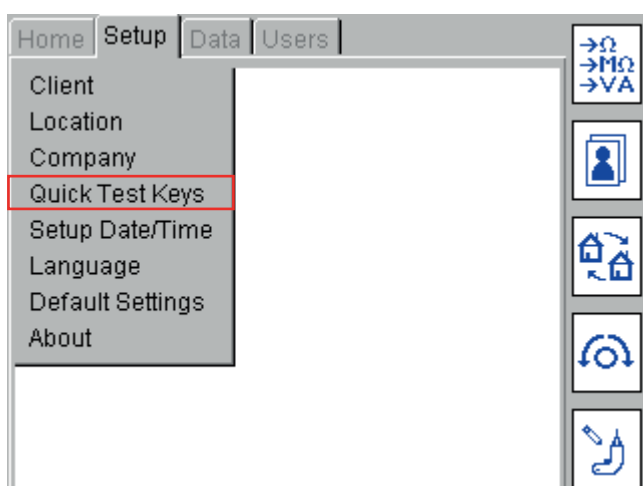 Home Setup Data Users
Client
Location
Company
Quick Test Keys
Setup Date/Time
Language
Default Settings
About
→Ω
→MΩ
→VA